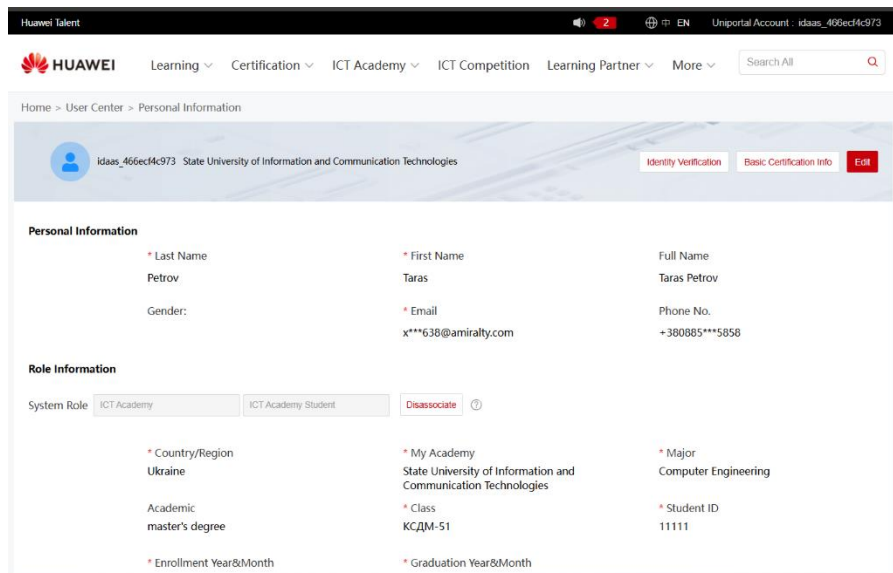 Huawei Talent 2 中 EN Uniportal Account : idaas_466ecf4c973
HUAWEI Learning Certification ICT Academy ICT Competition Learning Partner More Search All
Home > User Center > Personal Information
idaas_466ecf4c973 State University of Information and Communication Technologies Identity Verification Basic Certification Info Edit
Personal Information
* Last Name * First Name Full Name
Petrov Taras Taras Petrov
Gender: * Email Phone No.
x***638@amiralty.com +380885***5858
Role Information
System Role ICT Academy ICT Academy Student Disassociate ?
* Country/Region * My Academy * Major
Ukraine State University of Information and Computer Engineering
Communication Technologies
Academic * Class * Student ID
master's degree КСДМ-51 11111
* Enrollment Year&Month * Graduation Year&Month